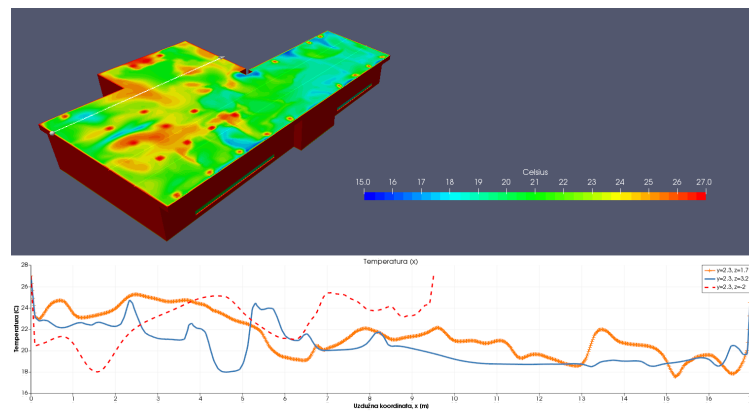 Celsius
15.0 16 17 18 19 20 21 22 23 24 25 26 27.0
Temperatura (x)
y=2.3, z=1.7
y=2.3, z=3.2
y=2.3, z=-2
Temperatura (C)
28
26
24
22
20
18
16
0 1 2 3 4 5 6 7 8 9 10 11 12 13 14 15 16
Uzdužna koordinata, x (m)